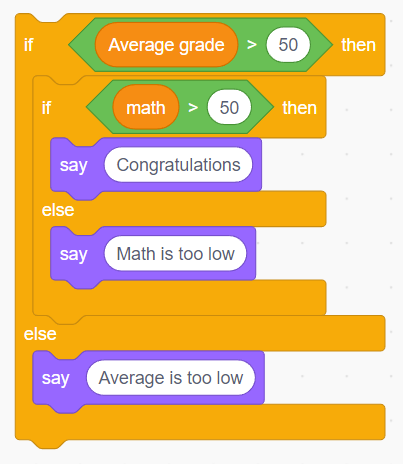 if Average grade > 50 then
if math > 50 then
say Congratulations
else
say Math is too low
else
say Average is too low